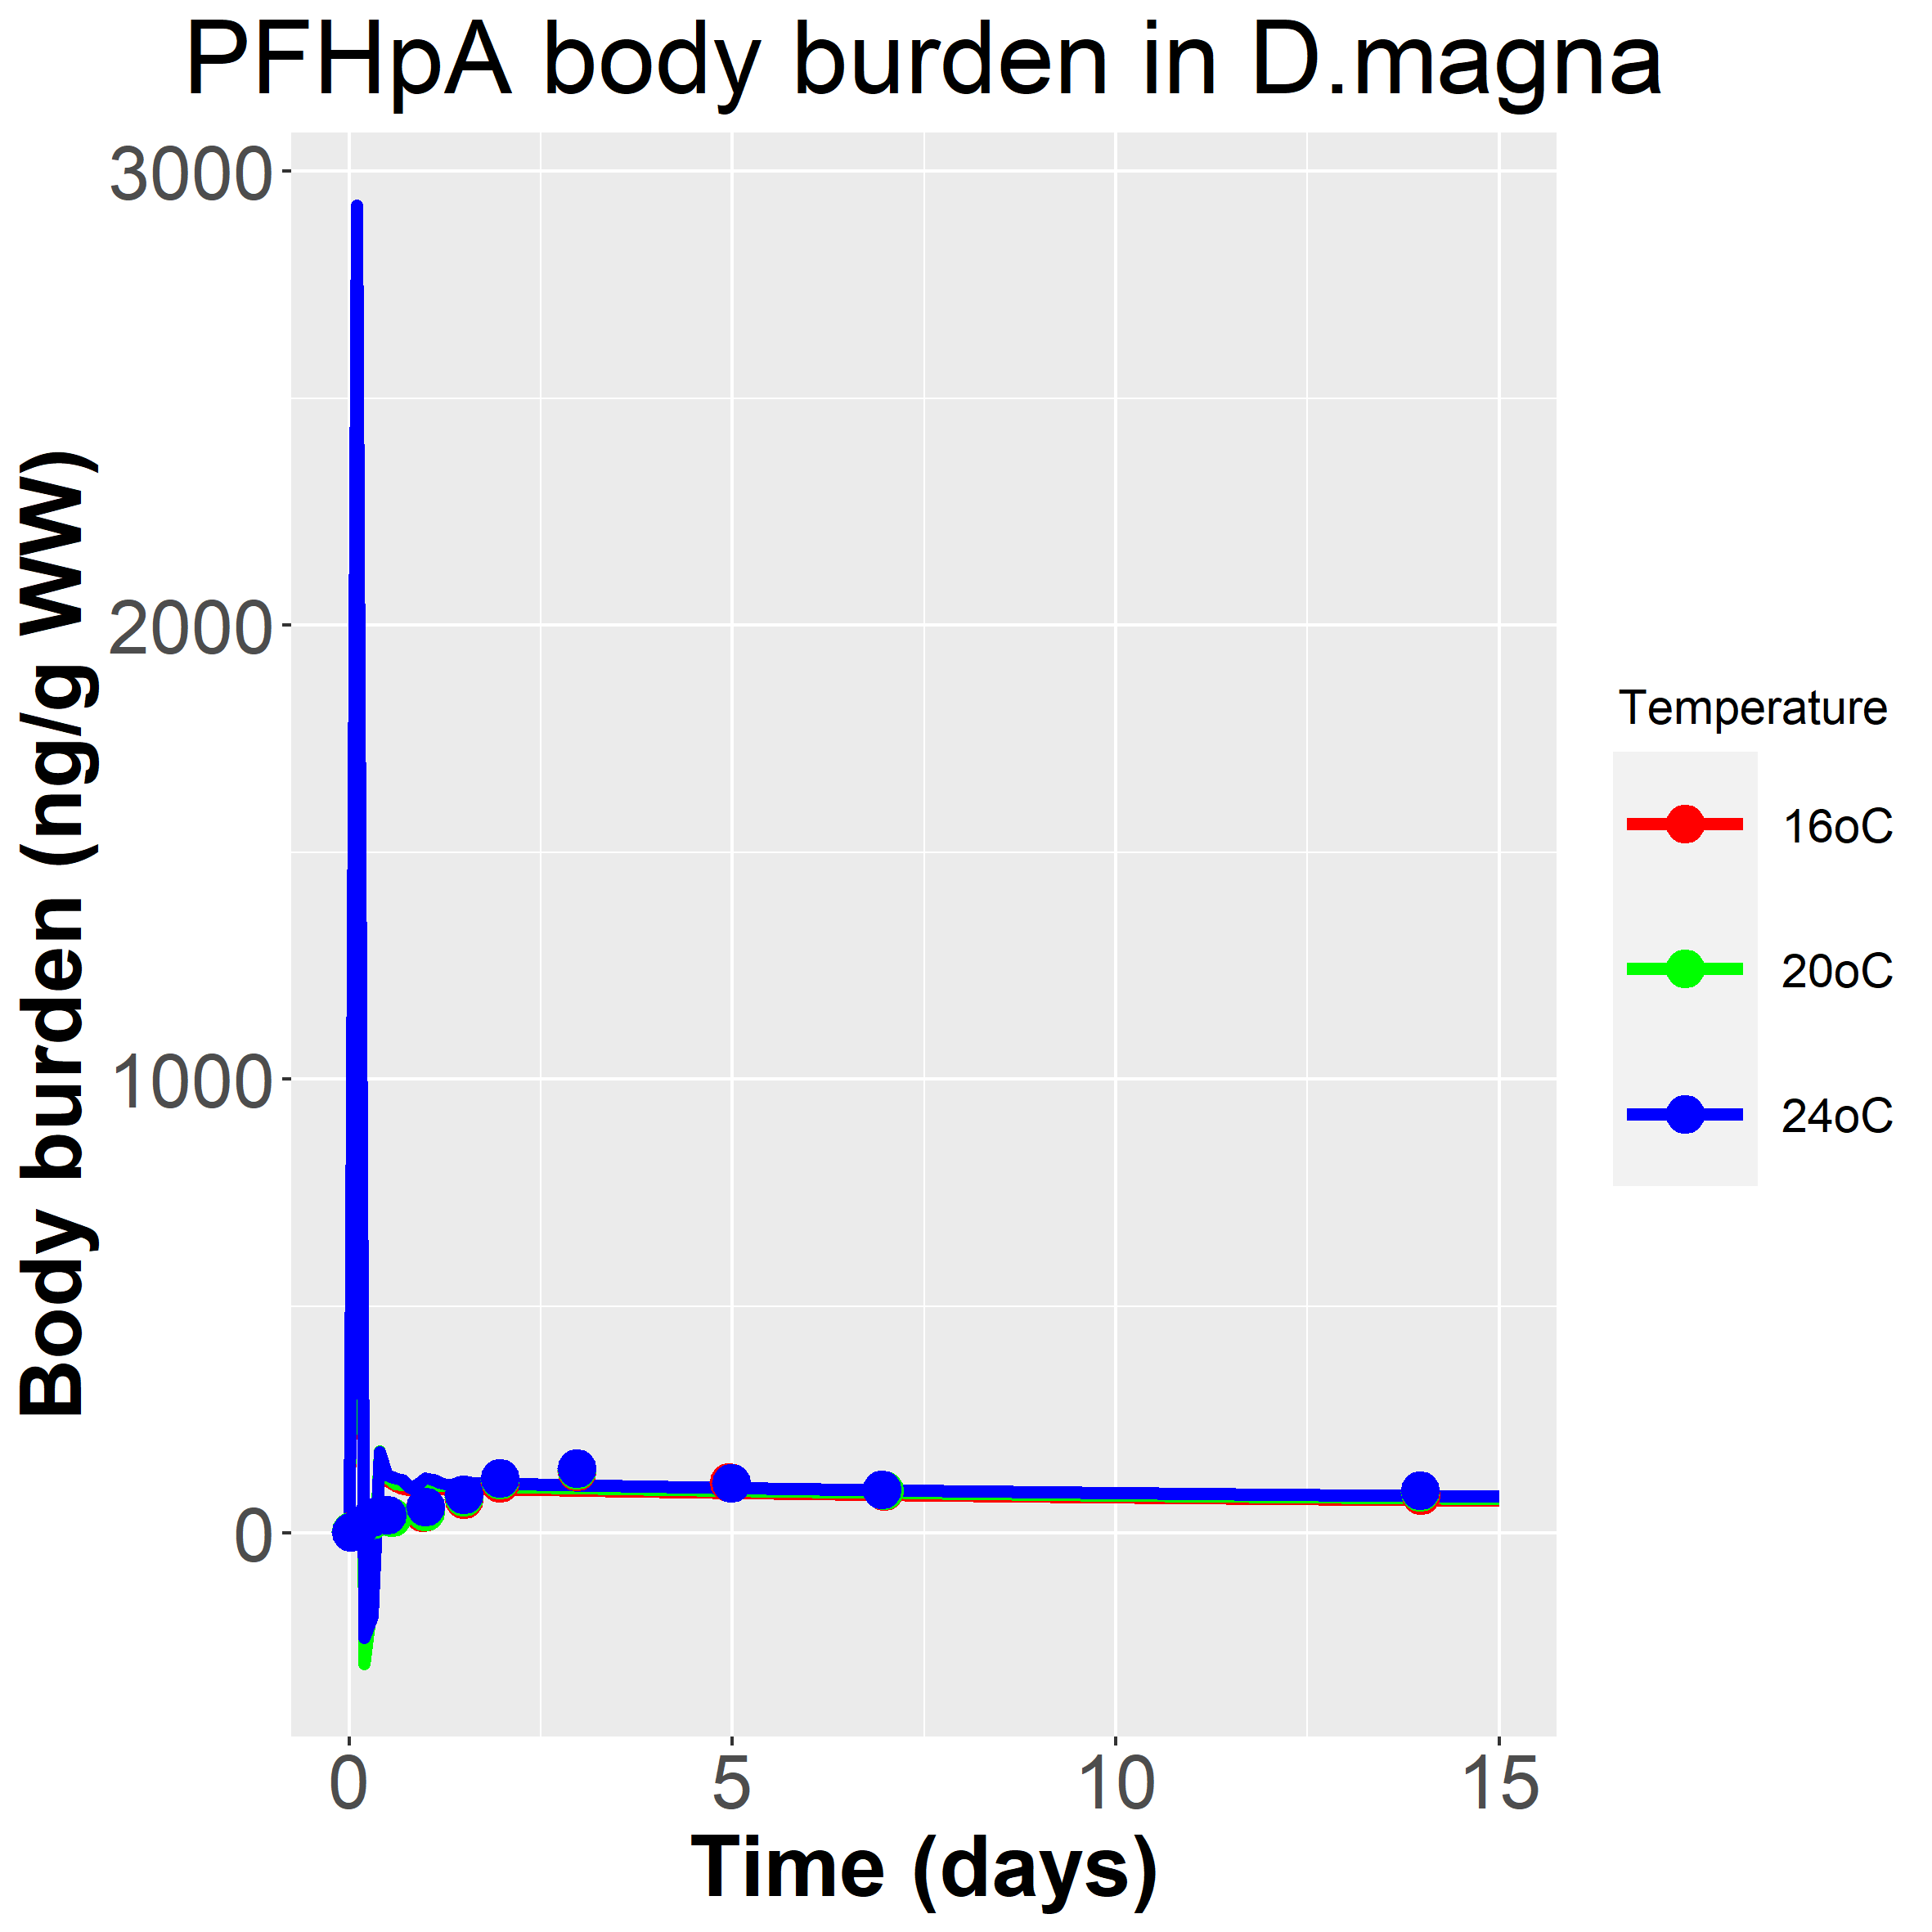 PFHpA body burden in D.magna
Body burden (ng/g WW)
3000
2000
1000
0
0 5 10 15
Time (days)
Temperature
16oC
20oC
24oC